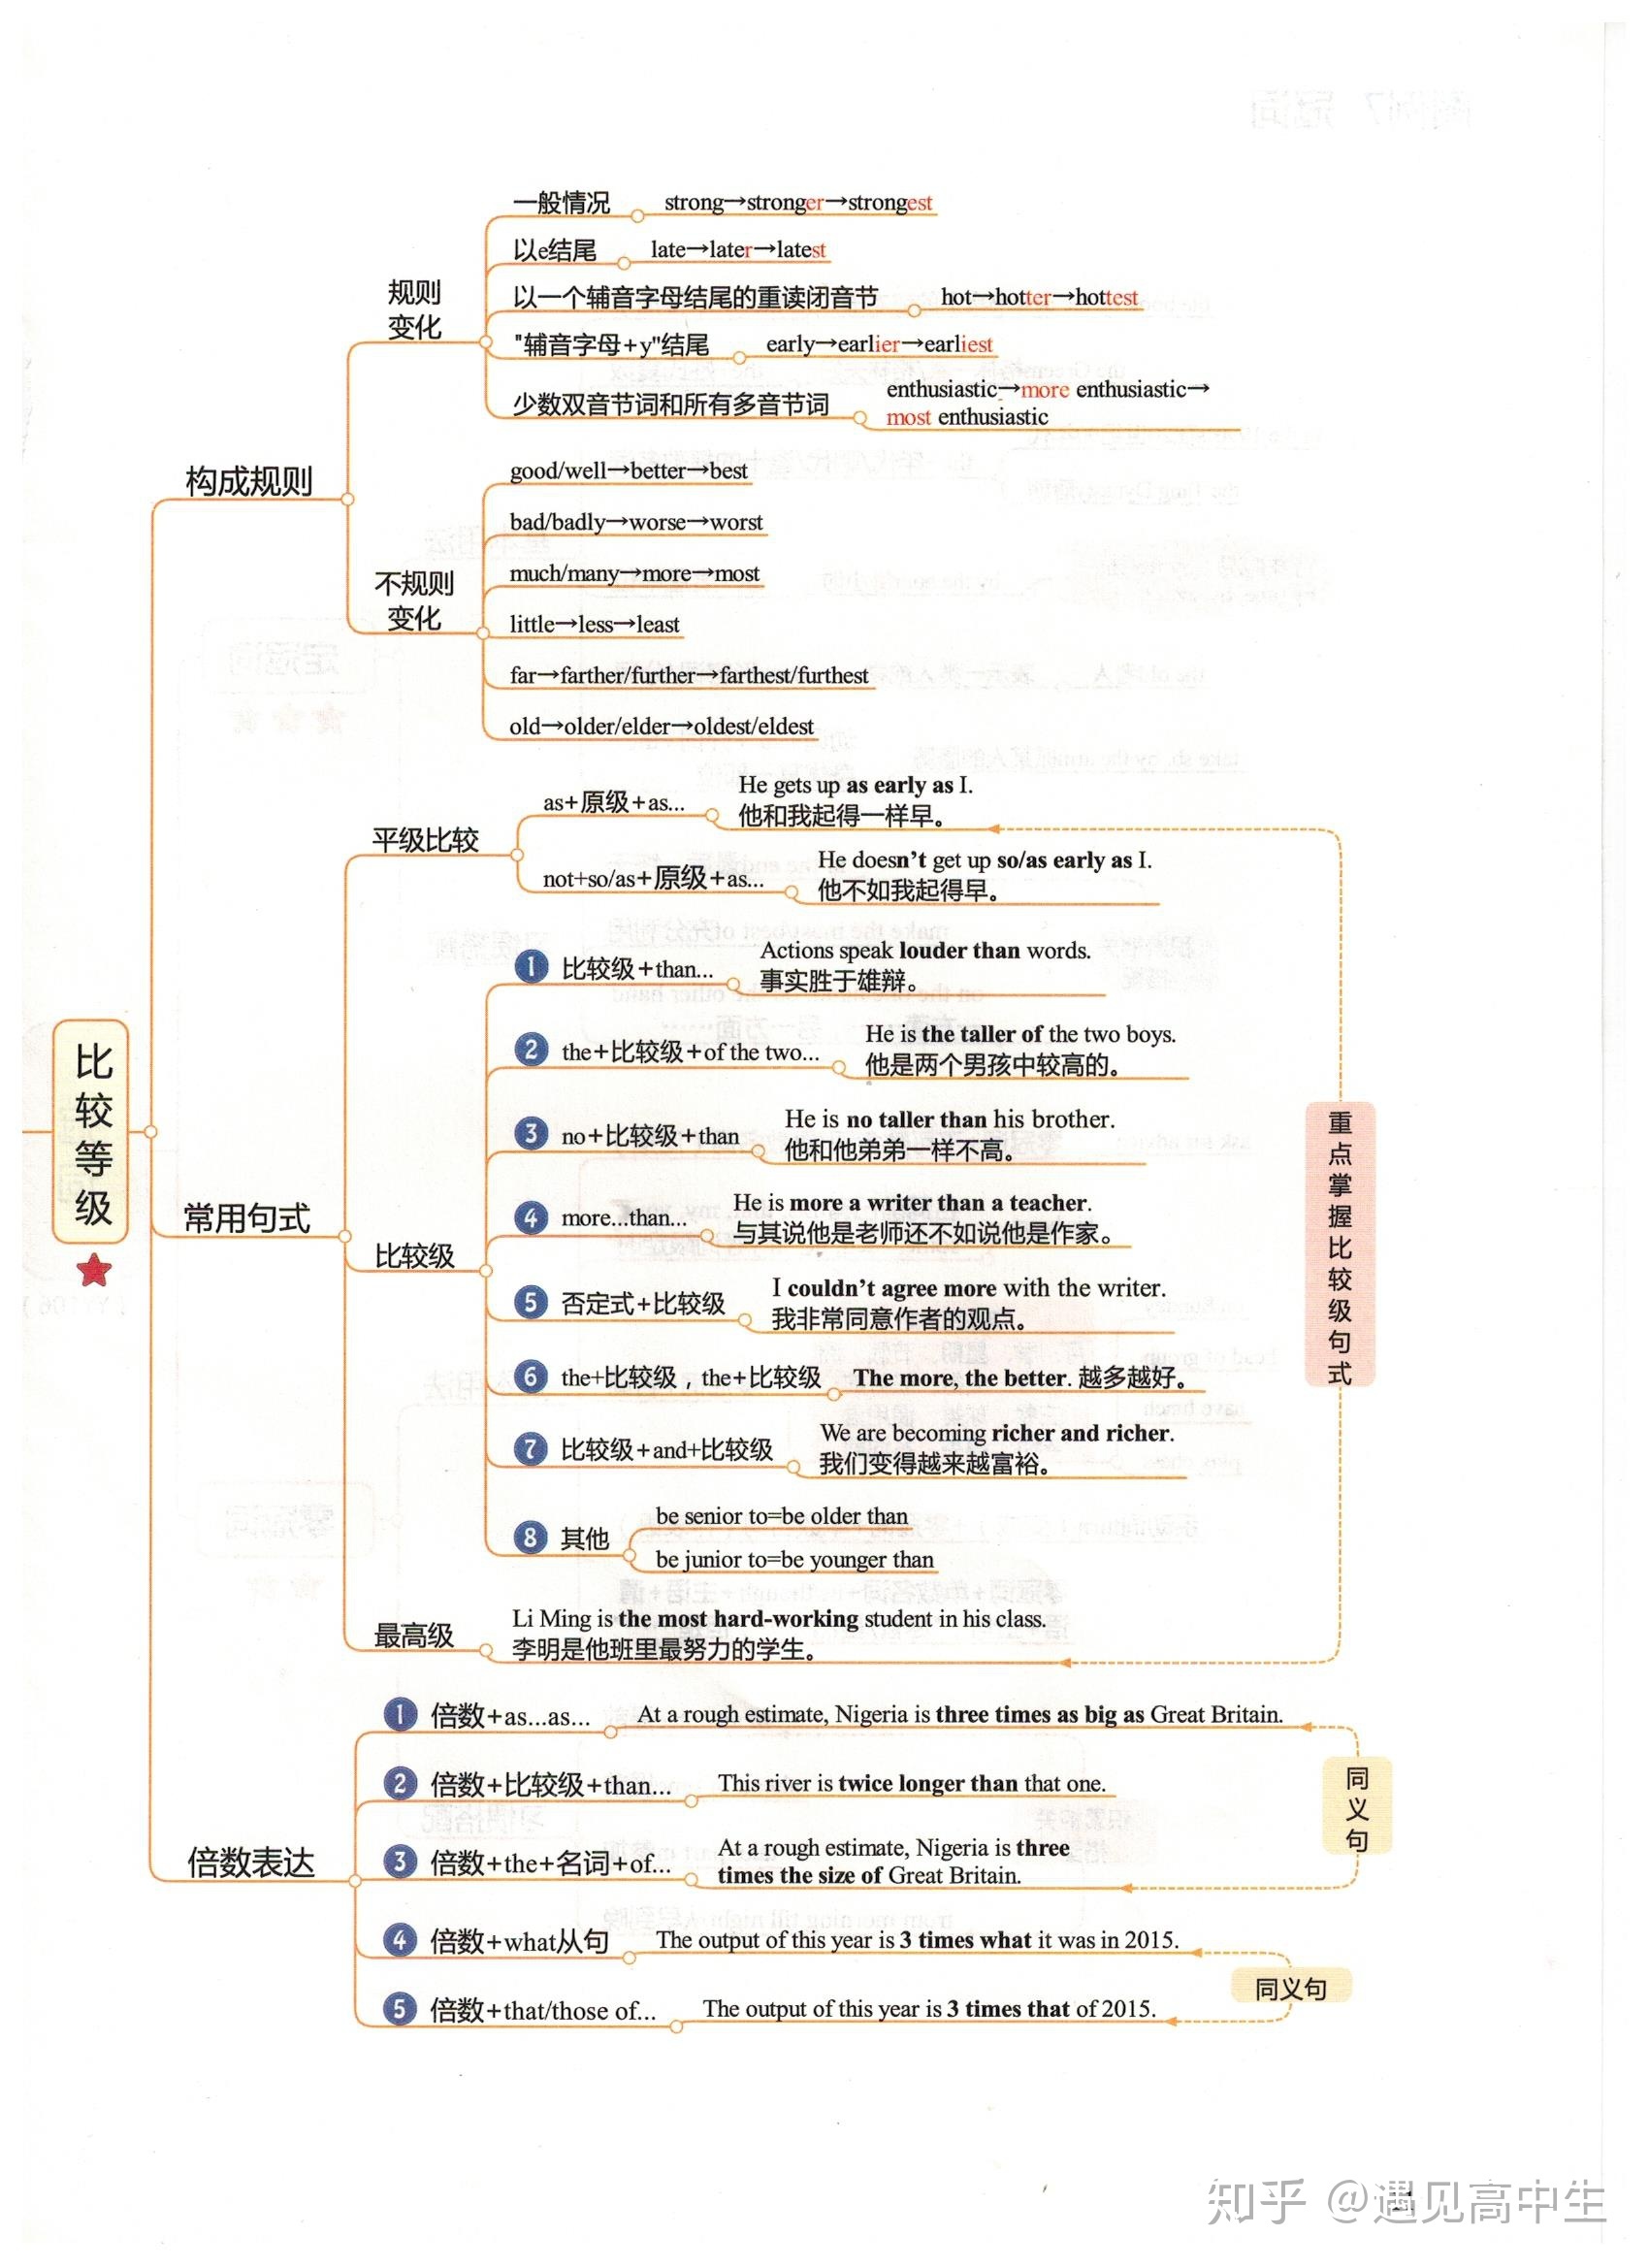 比较等级
构成规则
规则
变化
一般情况
strong→stronger→strongest
以e结尾
late→later→latest
以一个辅音字母结尾的重读闭音节
hot→hotter→hottest
"辅音字母+y"结尾
early→earlier→earliest
少数双音节词和所有多音节词
enthusiastic→more enthusiastic→
most enthusiastic
不规则
变化
good/well→better→best
bad/badly→worse→worst
much/many→more→most
little→less→least
far→farther/further→farthest/furthest
old→older/elder→oldest/eldest
常用句式
平级比较
as+原级+as...
He gets up as early as I.
他和我起得一样早。
not+so/as+原级+as...
He doesn't get up so/as early as I.
他不如我起得早。
比较级
1 比较级+than...
Actions speak louder than words.
事实胜于雄辩。
2 the+比较级+of the two...
He is the taller of the two boys.
他是两个男孩中较高的。
3 no+比较级+than
He is no taller than his brother.
他和他弟弟一样不高。
4 more...than...
He is more a writer than a teacher.
与其说他是老师还不如说他是作家。
5 否定式+比较级
I couldn't agree more with the writer.
我非常同意作者的观点。
6 the+比较级，the+比较级
The more, the better. 越多越好。
7 比较级+and+比较级
We are becoming richer and richer.
我们变得越来越富裕。
8 其他
be senior to=be older than
be junior to=be younger than
最高级
Li Ming is the most hard-working student in his class.
李明是他班里最努力的学生。
重点掌握比较级句式
倍数表达
1 倍数+as...as...
At a rough estimate, Nigeria is three times as big as Great Britain.
2 倍数+比较级+than...
This river is twice longer than that one.
3 倍数+the+名词+of...
At a rough estimate, Nigeria is three
times the size of Great Britain.
同义句
4 倍数+what从句
The output of this year is 3 times what it was in 2015.
5 倍数+that/those of...
The output of this year is 3 times that of 2015.
同义句
知乎 @遇见高中生